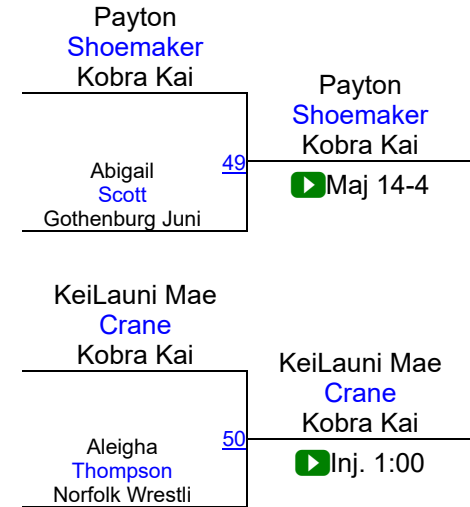 Payton
Shoemaker
Kobra Kai
Abigail
Scott
Gothenburg Juni
49
Payton
Shoemaker
Kobra Kai
Maj 14-4
KeiLauni Mae
Crane
Kobra Kai
Aleigha
Thompson
Norfolk Wrestli
50
KeiLauni Mae
Crane
Kobra Kai
Inj. 1:00